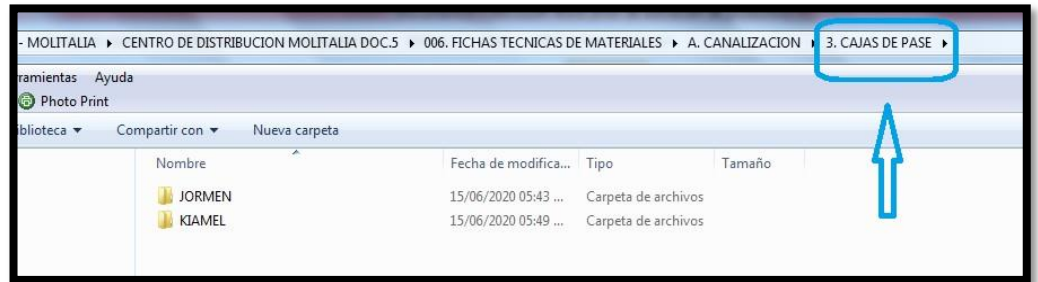 - MOLITALIA ▸ CENTRO DE DISTRIBUCION MOLITALIA DOC.5 ▸ 006. FICHAS TECNICAS DE MATERIALES ▸ A. CANALIZACION ▸ 3. CAJAS DE PASE ▸
ramientas Ayuda
Photo Print
iblioteca ▾ Compartir con ▾ Nueva carpeta
Nombre Fecha de modifica... Tipo Tamaño
JORMEN 15/06/2020 05:43 ... Carpeta de archivos
KIAMEL 15/06/2020 05:49 ... Carpeta de archivos